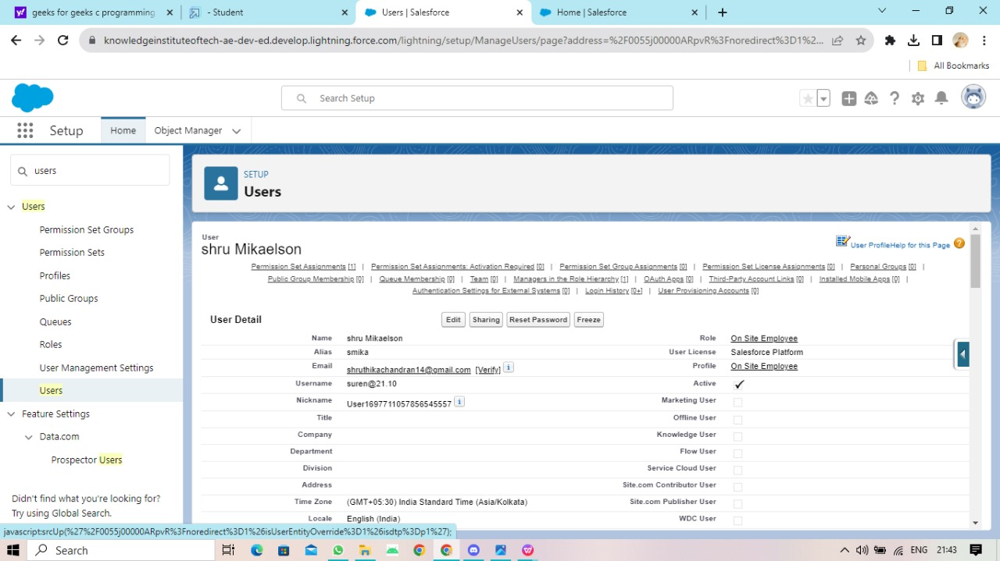 geeks for geeks c programming
- Student
Users | Salesforce
Home | Salesforce
knowledgeinstituteoftech-ae-dev-ed.develop.lightning.force.com/lightning/setup/ManageUsers/page?address=%2F0055j00000ARpvR%3Fnoredirect%3D1%2...
All Bookmarks
Search Setup
Setup
Home
Object Manager
users
Users
Permission Set Groups
Permission Sets
Profiles
Public Groups
Queues
Roles
User Management Settings
Users
Feature Settings
Data.com
Prospector Users
Didn't find what you're looking for?
Try using Global Search.
SETUP
Users
User
shru Mikaelson
User Profile Help for this Page
Permission Set Assignments [1] | Permission Set Assignments: Activation Required [0] | Permission Set Group Assignments [0] | Permission Set License Assignments [0] | Personal Groups [0] |
Public Group Membership [0] | Queue Membership [0] | Team [0] | Managers in the Role Hierarchy [1] | OAuth Apps [0] | Third-Party Account Links [0] | Installed Mobile Apps [0] |
Authentication Settings for External Systems [0] | Login History [0+] | User Provisioning Accounts [0]
User Detail
Edit Sharing Reset Password Freeze
Name shru Mikaelson Role On Site Employee
Alias smika User License Salesforce Platform
Email shruthikachandran14@gmail.com [Verify] i Profile On Site Employee
Username suren@21.10 Active
Nickname User1697711057856545557 i Marketing User
Title Offline User
Company Knowledge User
Department Flow User
Division Service Cloud User
Address Site.com Contributor User
Time Zone (GMT+05:30) India Standard Time (Asia/Kolkata) Site.com Publisher User
Locale English (India) WDC User
javascript:srcUp(%27%2F0055j00000ARpvR%3Fnoredirect%3D1%26isUserEntityOverride%3D1%26isdtp%3Dp1%27);
Search
ENG 21:43